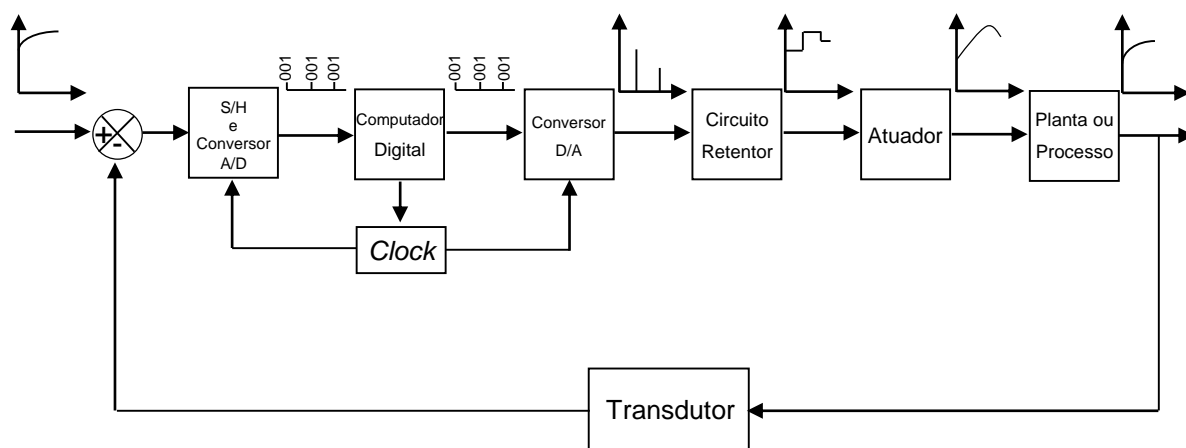 001 001 001
001 001 001
+
-
S/H
e
Conversor
A/D
Computador
Digital
Conversor
D/A
Circuito
Retentor
Atuador
Planta ou
Processo
Clock
Transdutor